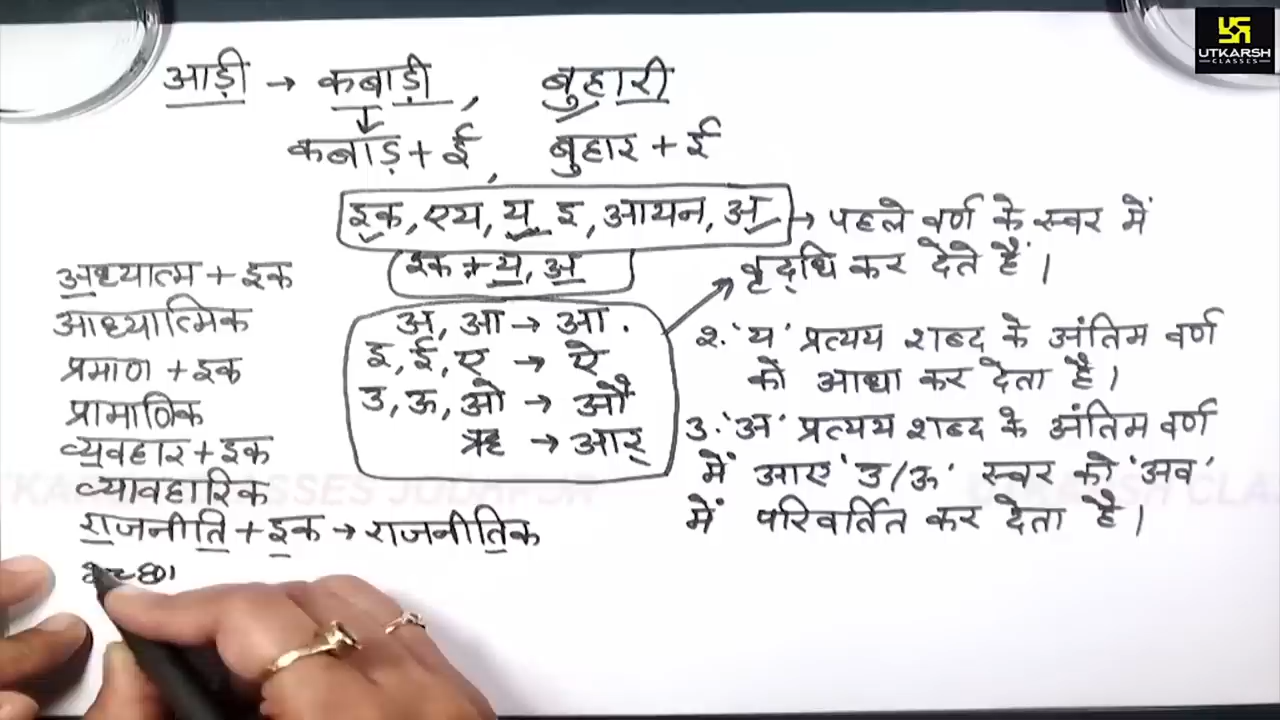 आड़ी → कबाड़ी, बुहारी
कबाड़ + ई, बुहार + ई
इक, एय, य, इ, आयन, अ → पहले वर्ण के स्वर में
वृद्धि कर देते हैं।
इक + य, अ
अध्यात्म + इक
आध्यात्मिक
प्रमाण + इक
प्रामाणिक
व्यवहार + इक
व्यावहारिक
राजनीति + इक → राजनीतिक
अ, आ → आ.
इ, ई, ए → ऐ
उ, ऊ, ओ → औ
ऋ → आर्
२. 'य' प्रत्यय शब्द के अंतिम वर्ण
को आधा कर देता है।
3. 'अ' प्रत्यय शब्द के अंतिम वर्ण
में आए 'उ/ऊ' स्वर को 'अव'
में परिवर्तित कर देता है।
UTKARSH
CLASSES